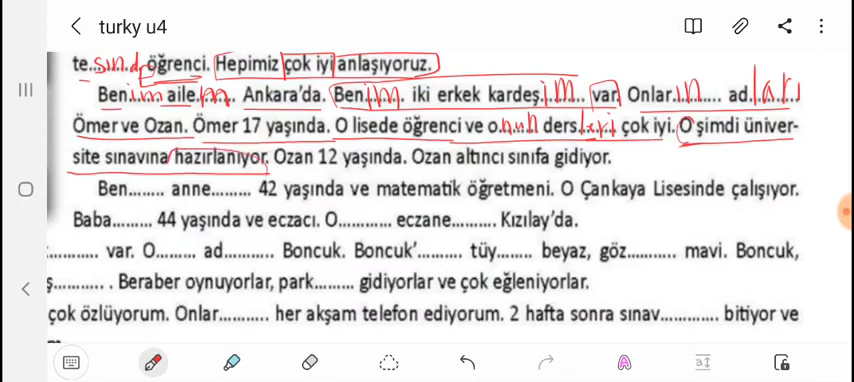 turky u4
te...sınd.. öğrenci. Hepimiz çok iyi anlaşıyoruz.
Ben.im. aile.m.... Ankara'da. Ben.im. iki erkek kardeş.im... var. Onlar.ın.... ad.ları
Ömer ve Ozan. Ömer 17 yaşında. O lisede öğrenci ve o.nun ders.leri çok iyi. O şimdi üniver-
site sınavına hazırlanıyor. Ozan 12 yaşında. Ozan altıncı sınıfa gidiyor.
Ben........ anne......... 42 yaşında ve matematik öğretmeni. O Çankaya Lisesinde çalışıyor.
Baba......... 44 yaşında ve eczacı. O............ eczane.......... Kızılay'da.
........... var. O......... ad........... Boncuk. Boncuk'.......... tüy........ beyaz, göz........... mavi. Boncuk,
ş............. . Beraber oynuyorlar, park......... gidiyorlar ve çok eğleniyorlar.
çok özlüyorum. Onlar........... her akşam telefon ediyorum. 2 hafta sonra sınav............. bitiyor ve